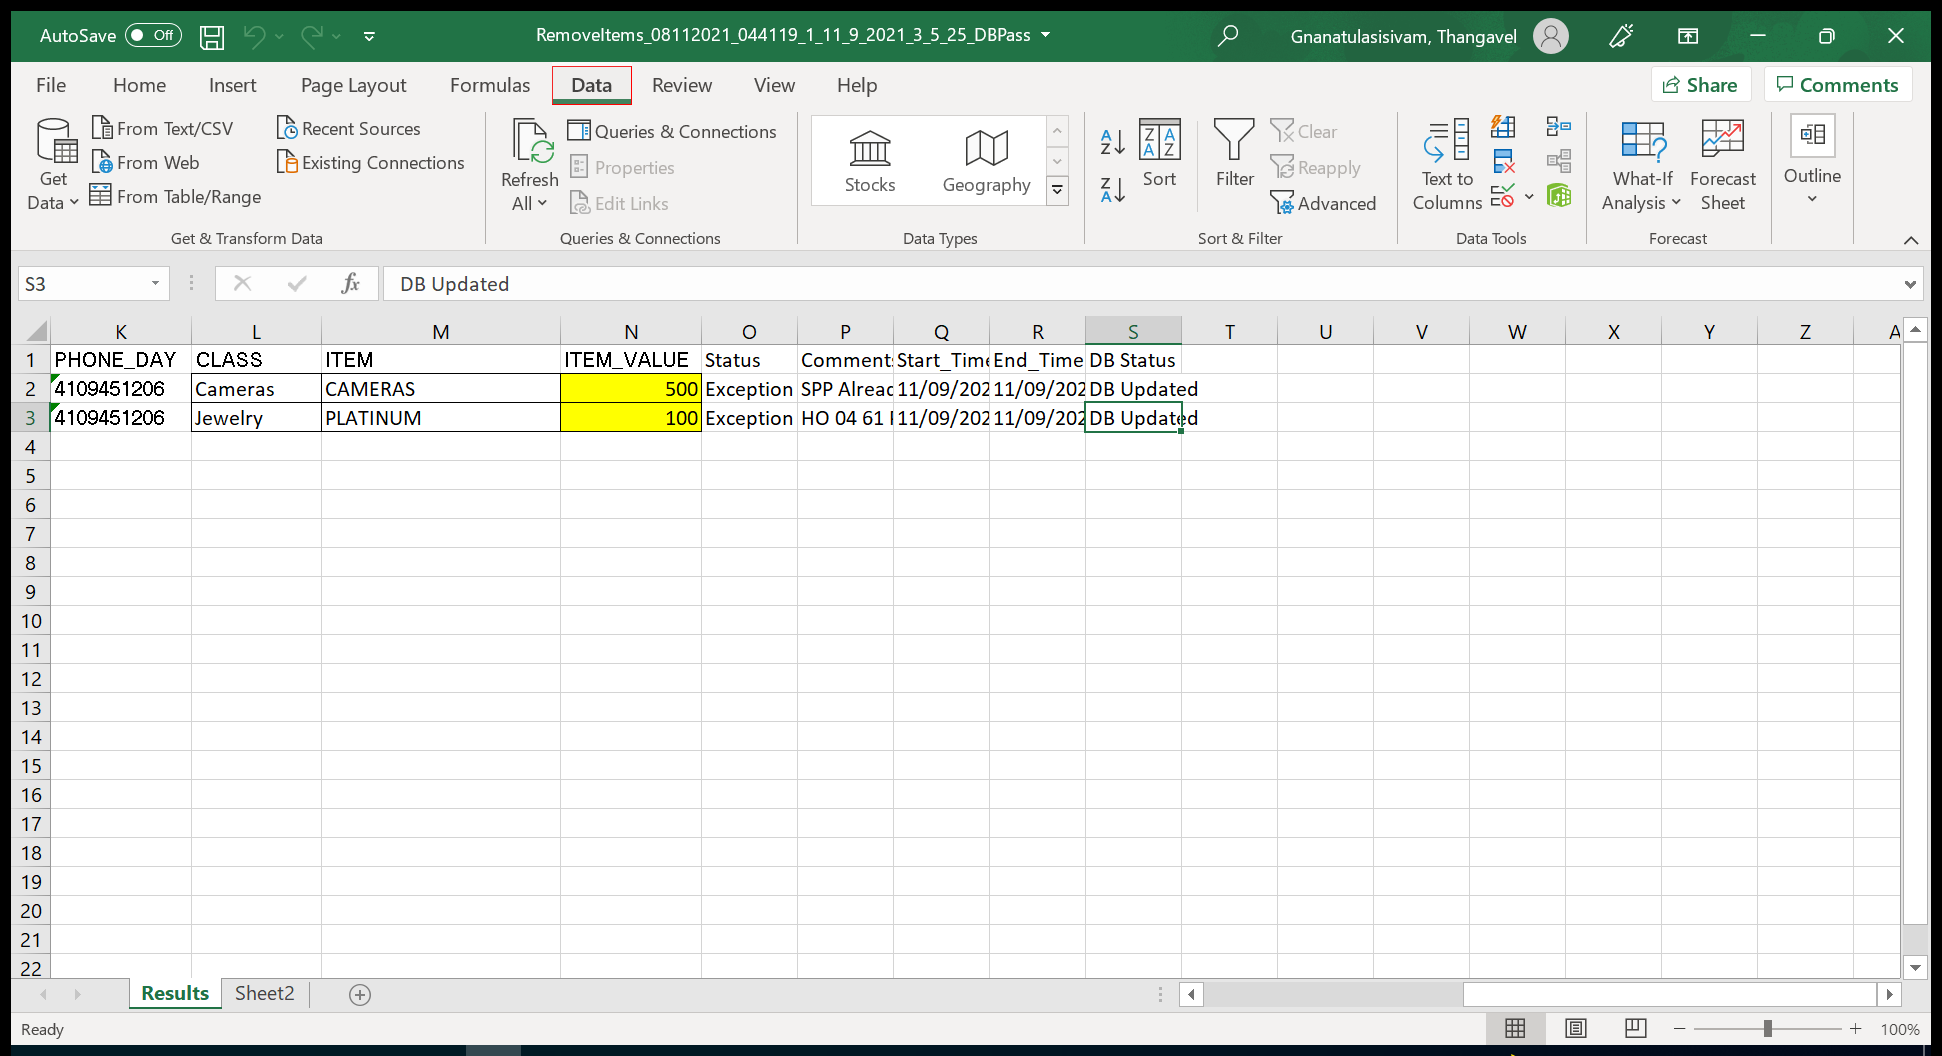 AutoSave Off RemoveItems_08112021_044119_1_11_9_2021_3_5_25_DBPass Gnanatulasisivam, Thangavel
File Home Insert Page Layout Formulas Data Review View Help Share Comments
Get Data
From Text/CSV
From Web
From Table/Range
Recent Sources
Existing Connections
Get & Transform Data
Refresh All
Queries & Connections
Properties
Edit Links
Queries & Connections
Stocks
Geography
Data Types
Sort
Filter
Clear
Reapply
Advanced
Sort & Filter
Text to Columns
Data Tools
What-If Analysis
Forecast Sheet
Forecast
Outline
S3 fx DB Updated
K L M N O P Q R S T U V W X Y Z A
1 PHONE_DAY CLASS ITEM ITEM_VALUE Status Comment Start_Time End_Time DB Status
2 4109451206 Cameras CAMERAS 500 Exception SPP Alread 11/09/202 11/09/202 DB Updated
3 4109451206 Jewelry PLATINUM 100 Exception HO 04 61 11/09/202 11/09/202 DB Updated
4
5
6
7
8
9
10
11
12
13
14
15
16
17
18
19
20
21
22
Results Sheet2
Ready 100%